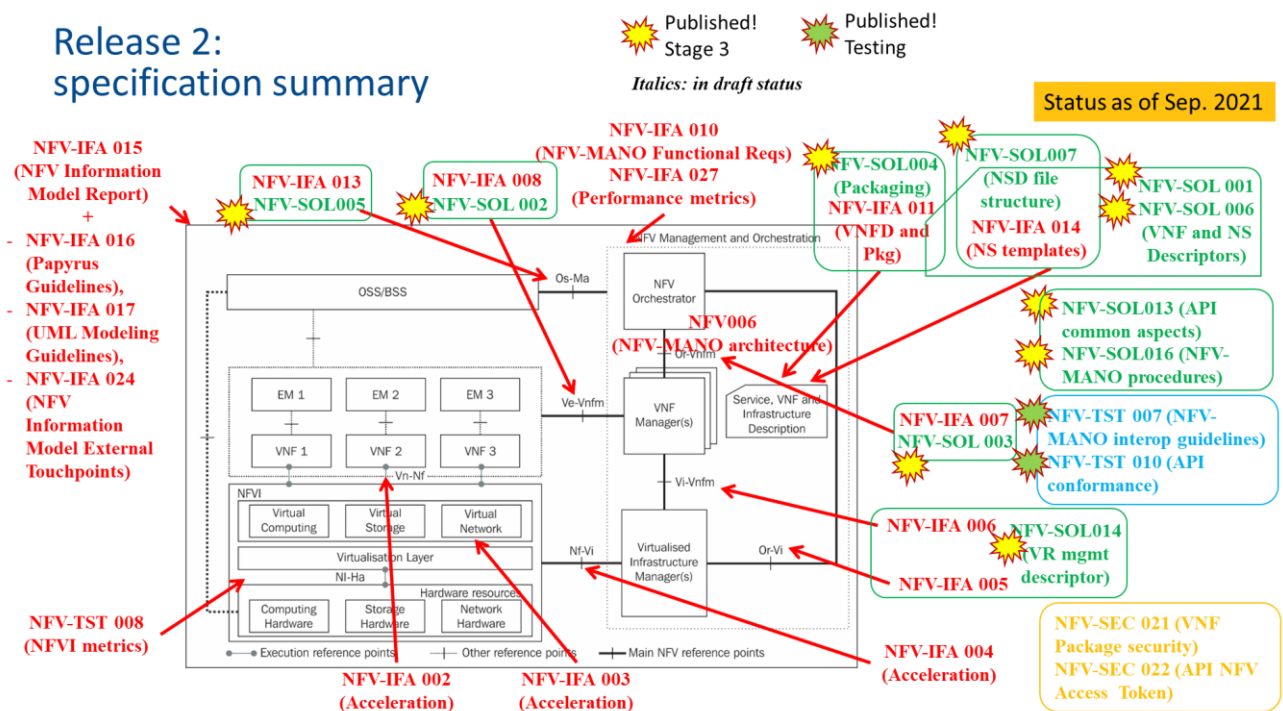 Release 2:
specification summary
Published!
Stage 3
Published!
Testing
Italics: in draft status
Status as of Sep. 2021
NFV-IFA 015
(NFV Information
Model Report)
+
- NFV-IFA 016
(Papyrus
Guidelines),
- NFV-IFA 017
(UML Modeling
Guidelines),
- NFV-IFA 024
(NFV
Information
Model External
Touchpoints)
NFV-IFA 013
NFV-SOL005
NFV-IFA 008
NFV-SOL 002
NFV-IFA 010
(NFV-MANO Functional Reqs)
NFV-IFA 027
(Performance metrics)
NFV-SOL004
(Packaging)
NFV-IFA 011
(VNFD and
Pkg)
NFV-SOL007
(NSD file
structure)
NFV-IFA 014
(NS templates)
NFV-SOL 001
NFV-SOL 006
(VNF and NS
Descriptors)
NFV Management and Orchestration
Os-Ma
OSS/BSS
NFV
Orchestrator
NFV006
(NFV-MANO architecture)
Or-Vnfm
NFV-SOL013 (API
common aspects)
NFV-SOL016 (NFV-
MANO procedures)
EM 1
EM 2
EM 3
Ve-Vnfm
VNF
Manager(s)
Service, VNF and
Infrastructure
Description
NFV-IFA 007
NFV-SOL 003
NFV-TST 007 (NFV-
MANO interop guidelines)
NFV-TST 010 (API
conformance)
VNF 1
VNF 2
VNF 3
Vn-Nf
NFVI
Vi-Vnfm
Virtual
Computing
Virtual
Storage
Virtual
Network
NFV-IFA 006
NFV-SOL014
(VR mgmt
descriptor)
NFV-IFA 005
Virtualisation Layer
Nf-Vi
Virtualised
Infrastructure
Manager(s)
Or-Vi
NI-Ha
Hardware resources
Computing
Hardware
Storage
Hardware
Network
Hardware
NFV-TST 008
(NFVI metrics)
Execution reference points
Other reference points
Main NFV reference points
NFV-IFA 002
(Acceleration)
NFV-IFA 003
(Acceleration)
NFV-IFA 004
(Acceleration)
NFV-SEC 021 (VNF
Package security)
NFV-SEC 022 (API NFV
Access Token)